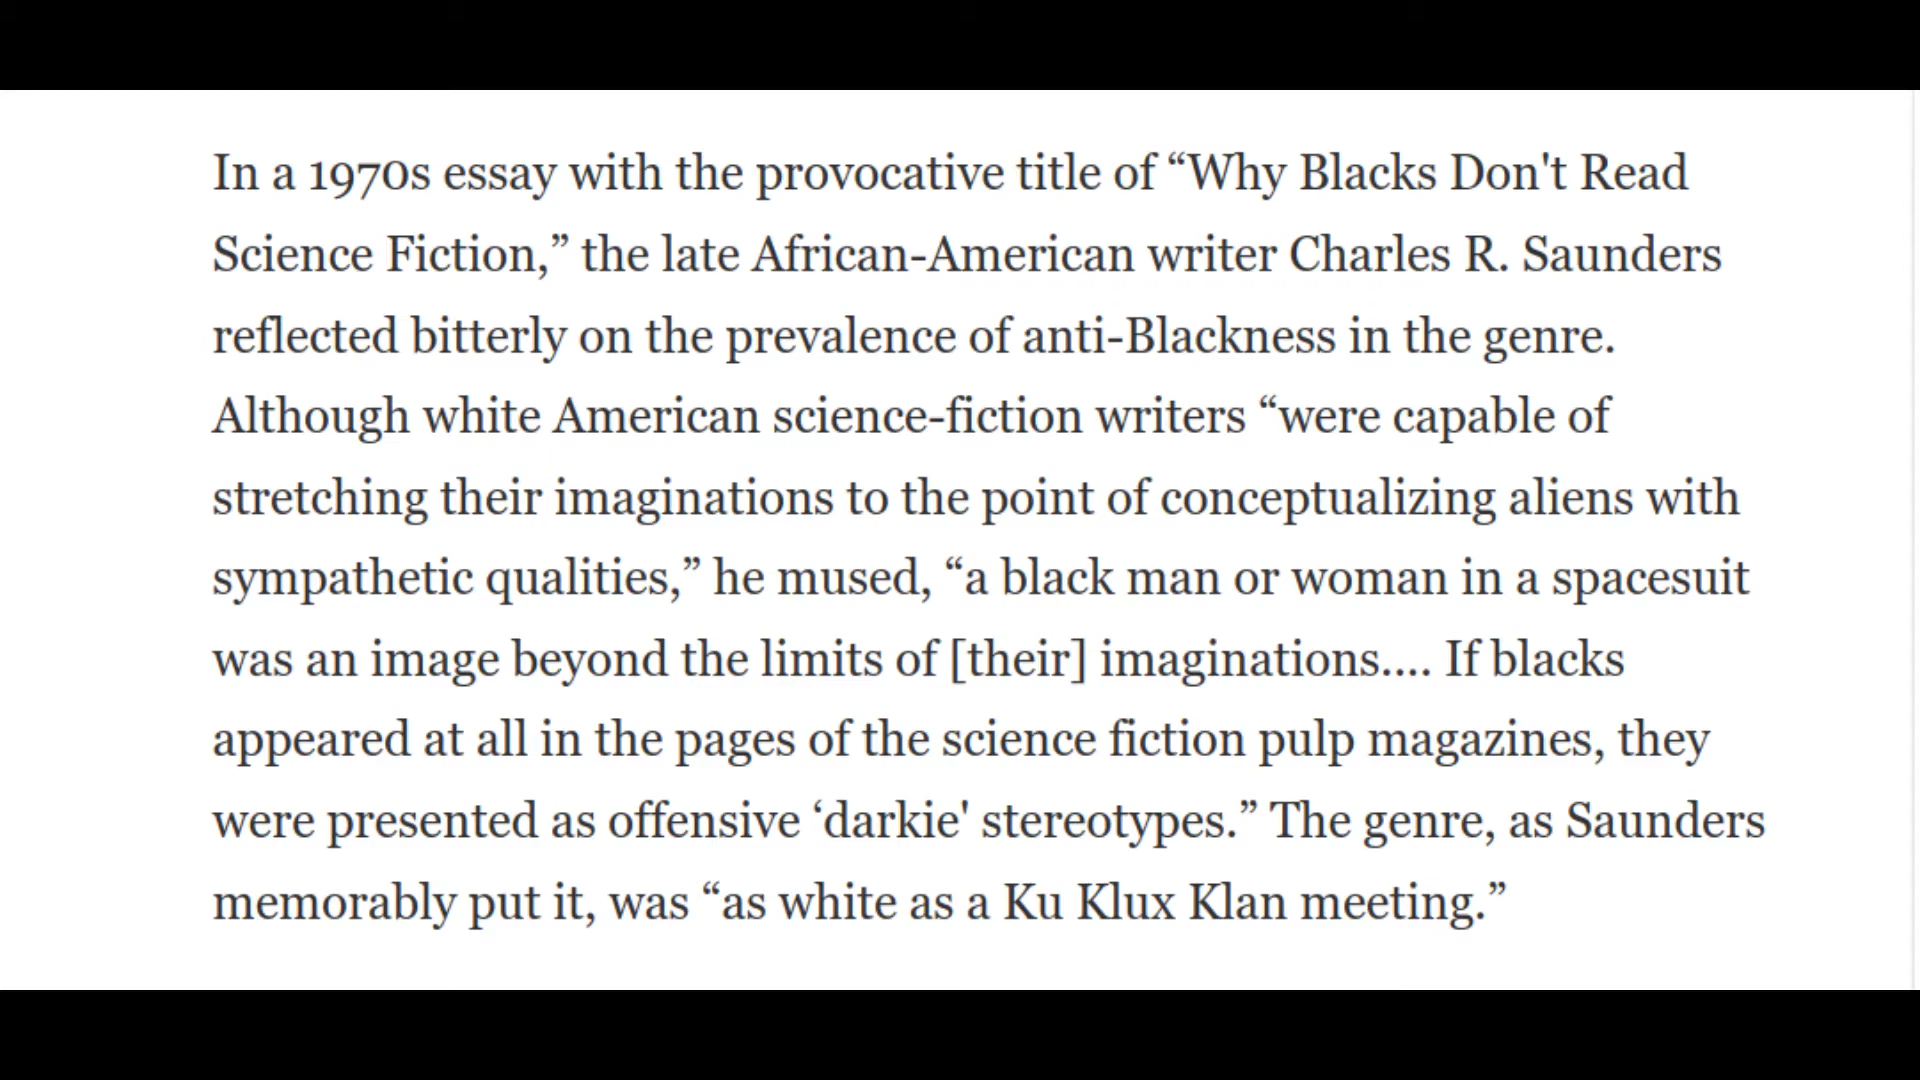 In a 1970s essay with the provocative title of “Why Blacks Don't Read
Science Fiction,” the late African-American writer Charles R. Saunders
reflected bitterly on the prevalence of anti-Blackness in the genre.
Although white American science-fiction writers “were capable of
stretching their imaginations to the point of conceptualizing aliens with
sympathetic qualities,” he mused, “a black man or woman in a spacesuit
was an image beyond the limits of [their] imaginations.... If blacks
appeared at all in the pages of the science fiction pulp magazines, they
were presented as offensive ‘darkie' stereotypes.” The genre, as Saunders
memorably put it, was “as white as a Ku Klux Klan meeting.”